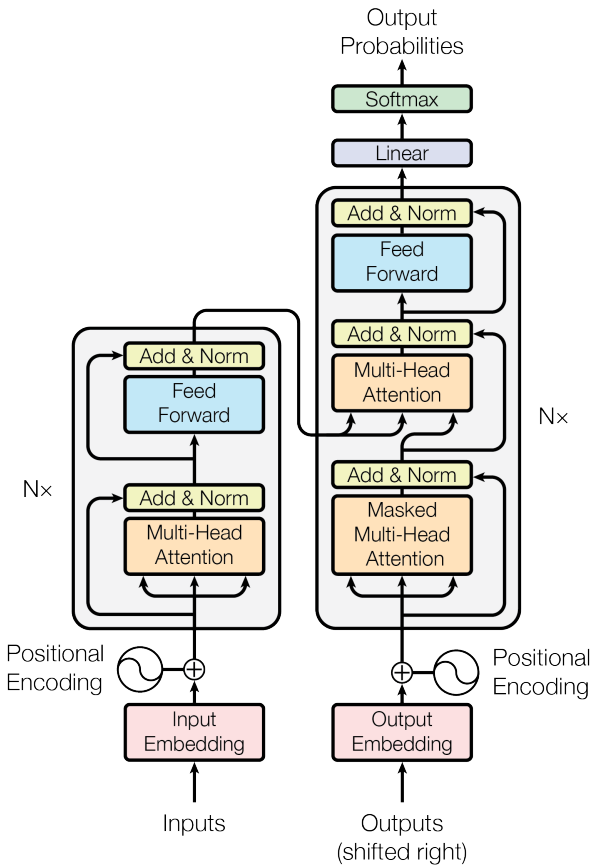 Output
Probabilities
Softmax
Linear
Add & Norm
Feed
Forward
Add & Norm
Multi-Head
Attention
Add & Norm
Masked
Multi-Head
Attention
Nx
Positional
Encoding
Output
Embedding
Outputs
(shifted right)
Add & Norm
Feed
Forward
Add & Norm
Multi-Head
Attention
Nx
Positional
Encoding
Input
Embedding
Inputs